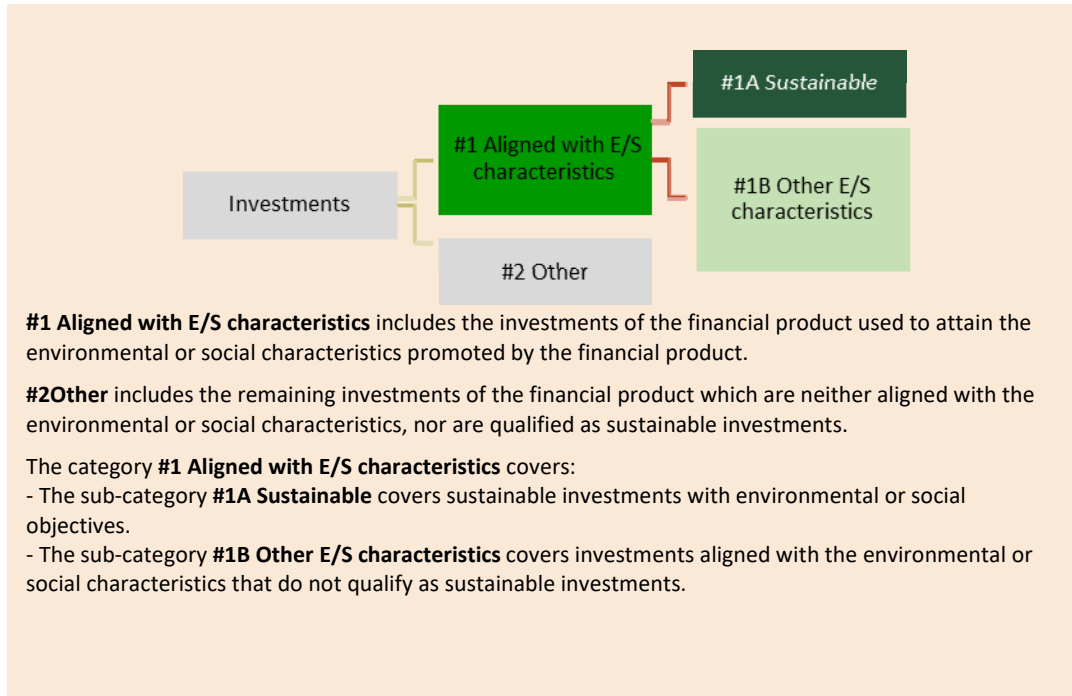 #1A Sustainable
#1 Aligned with E/S
characteristics
#1B Other E/S
characteristics
Investments
#2 Other
#1 Aligned with E/S characteristics includes the investments of the financial product used to attain the
environmental or social characteristics promoted by the financial product.
#2Other includes the remaining investments of the financial product which are neither aligned with the
environmental or social characteristics, nor are qualified as sustainable investments.
The category #1 Aligned with E/S characteristics covers:
- The sub-category #1A Sustainable covers sustainable investments with environmental or social
objectives.
- The sub-category #1B Other E/S characteristics covers investments aligned with the environmental or
social characteristics that do not qualify as sustainable investments.